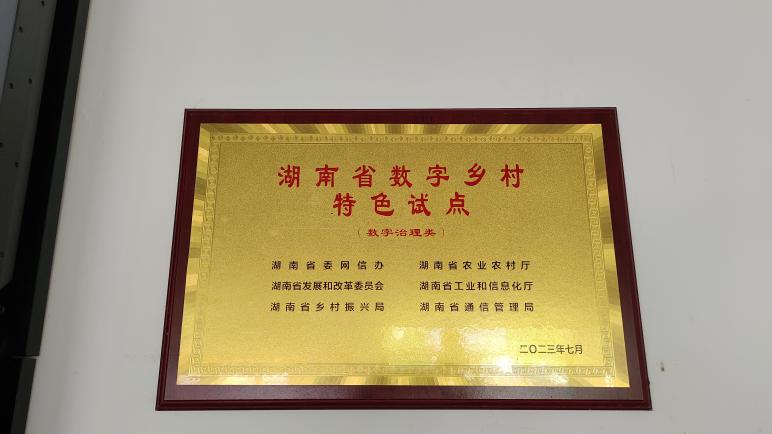 湖南省数字乡村
特色试点
（数字治理类）
湖南省委网信办 湖南省农业农村厅
湖南省发展和改革委员会 湖南省工业和信息化厅
湖南省乡村振兴局 湖南省通信管理局
二〇二三年七月